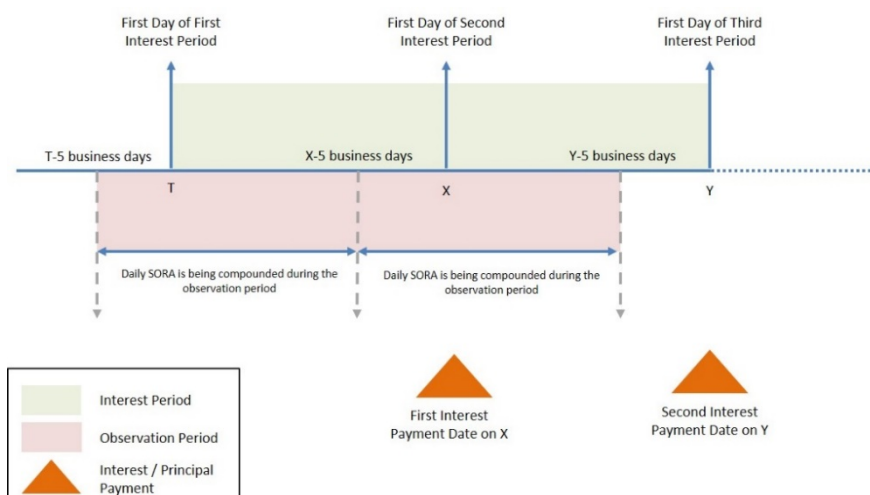 First Day of First
Interest Period
First Day of Second
Interest Period
First Day of Third
Interest Period
T-5 business days
X-5 business days
Y-5 business days
T
X
Y
Daily SORA is being compounded during the
observation period
Daily SORA is being compounded during the
observation period
First Interest
Payment Date on X
Second Interest
Payment Date on Y
Interest Period
Observation Period
Interest / Principal
Payment